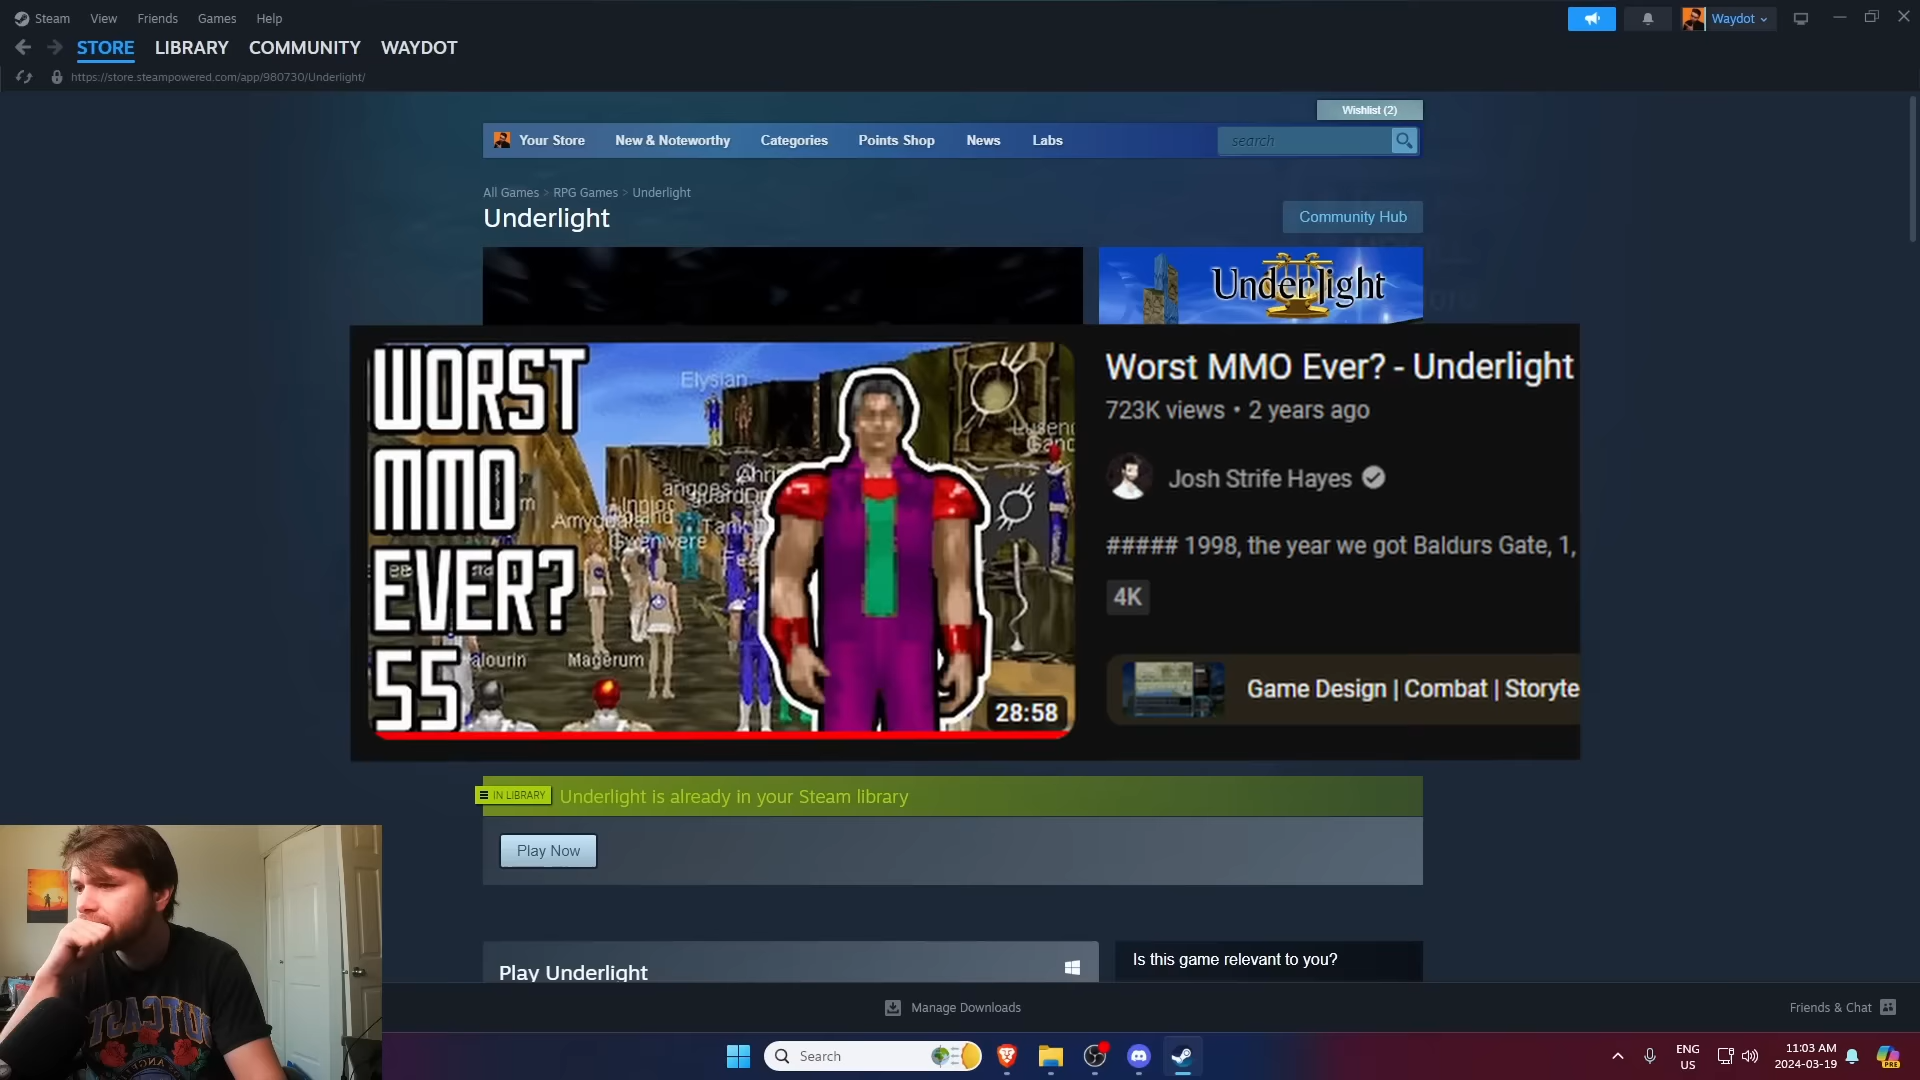 Steam View Friends Games Help
Waydot
STORE LIBRARY COMMUNITY WAYDOT
https://store.steampowered.com/app/980730/Underlight/
Wishlist (2)
Your Store New & Noteworthy Categories Points Shop News Labs
search
All Games > RPG Games > Underlight
Underlight
Community Hub
Underlight
WORST
MMO
EVER?
55
Elysian
Magerum
28:58
Worst MMO Ever? - Underlight
723K views • 2 years ago
Josh Strife Hayes
##### 1998, the year we got Baldurs Gate, 1,
4K
Game Design | Combat | Storyte
IN LIBRARY
Underlight is already in your Steam library
Play Now
Play Underlight
Is this game relevant to you?
Manage Downloads
Friends & Chat
Search
ENG
US
11:03 AM
2024-03-19
PRE